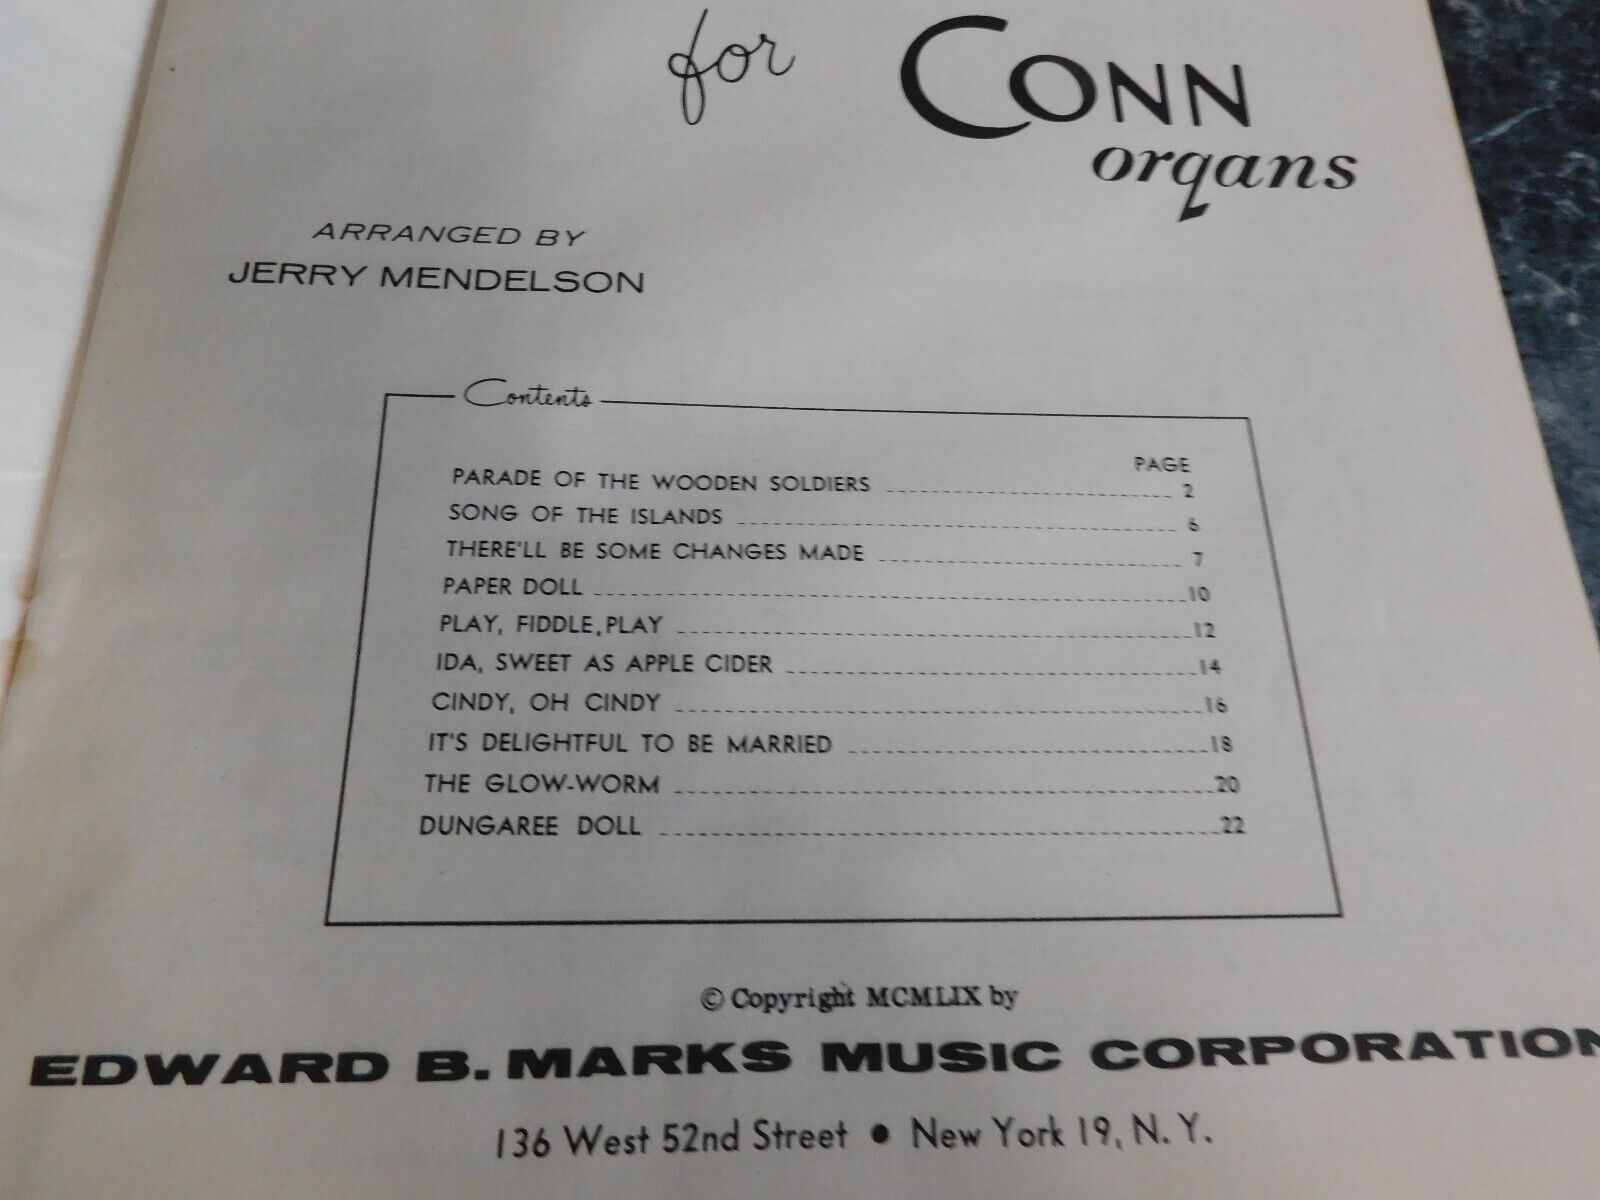 for CONN
organs
ARRANGED BY
JERRY MENDELSON
Contents
PAGE
PARADE OF THE WOODEN SOLDIERS 2
SONG OF THE ISLANDS 6
THERE'LL BE SOME CHANGES MADE 7
PAPER DOLL 10
PLAY, FIDDLE, PLAY 12
IDA, SWEET AS APPLE CIDER 14
CINDY, OH CINDY 16
IT'S DELIGHTFUL TO BE MARRIED 18
THE GLOW-WORM 20
DUNGAREE DOLL 22
© Copyright MCMLIX by
EDWARD B. MARKS MUSIC CORPORATION
136 West 52nd Street • New York 19, N. Y.